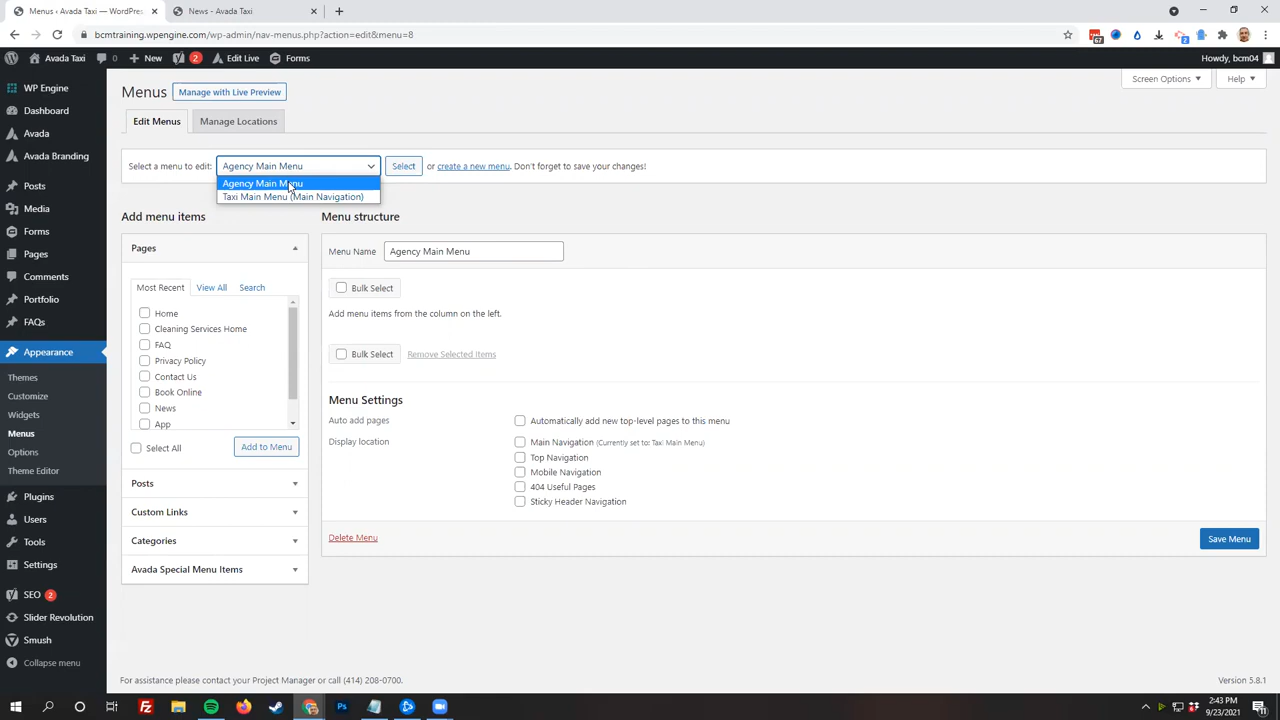 Menus ‹ Avada Taxi — WordPres
News - Avada Taxi
bcmtraining.wpengine.com/wp-admin/nav-menus.php?action=edit&menu=8
67
2
Avada Taxi
0
New
2
Edit Live
Forms
Howdy, bcm04
WP Engine
Dashboard
Avada
Avada Branding
Posts
Media
Forms
Pages
Comments
Portfolio
FAQs
Appearance
Themes
Customize
Widgets
Menus
Options
Theme Editor
Plugins
Users
Tools
Settings
SEO 2
Slider Revolution
Smush
Collapse menu
Menus
Manage with Live Preview
Screen Options
Help
Edit Menus
Manage Locations
Select a menu to edit: Agency Main Menu Select or create a new menu. Don't forget to save your changes!
Agency Main Menu
Taxi Main Menu (Main Navigation)
Add menu items
Pages
Most Recent View All Search
Home
Cleaning Services Home
FAQ
Privacy Policy
Contact Us
Book Online
News
App
Select All Add to Menu
Posts
Custom Links
Categories
Avada Special Menu Items
Menu structure
Menu Name Agency Main Menu
Bulk Select
Add menu items from the column on the left.
Bulk Select Remove Selected Items
Menu Settings
Auto add pages Automatically add new top-level pages to this menu
Display location Main Navigation (Currently set to: Taxi Main Menu)
Top Navigation
Mobile Navigation
404 Useful Pages
Sticky Header Navigation
Delete Menu
Save Menu
For assistance please contact your Project Manager or call (414) 208-0700.
Version 5.8.1
2:43 PM
9/23/2021